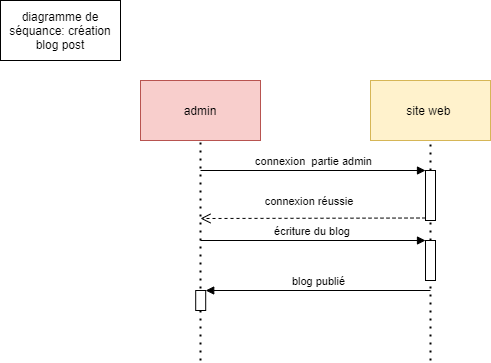 diagramme de
séquance: création
blog post
admin
site web
connexion partie admin
connexion réussie
écriture du blog
blog publié